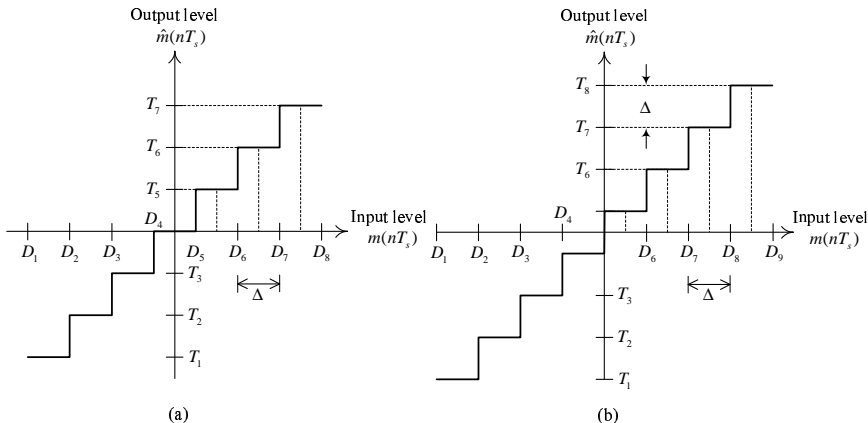 Output level
m̂(nTₛ)
T₇
T₆
T₅
D₄
Input level
m(nTₛ)
D₁ D₂ D₃ D₅ D₆ D₇ D₈
T₃
Δ
T₂
T₁
(a)
Output level
m̂(nTₛ)
T₈
Δ
T₇
T₆
D₄
Input level
m(nTₛ)
D₁ D₂ D₃ D₆ D₇ D₈ D₉
T₃
Δ
T₂
T₁
(b)